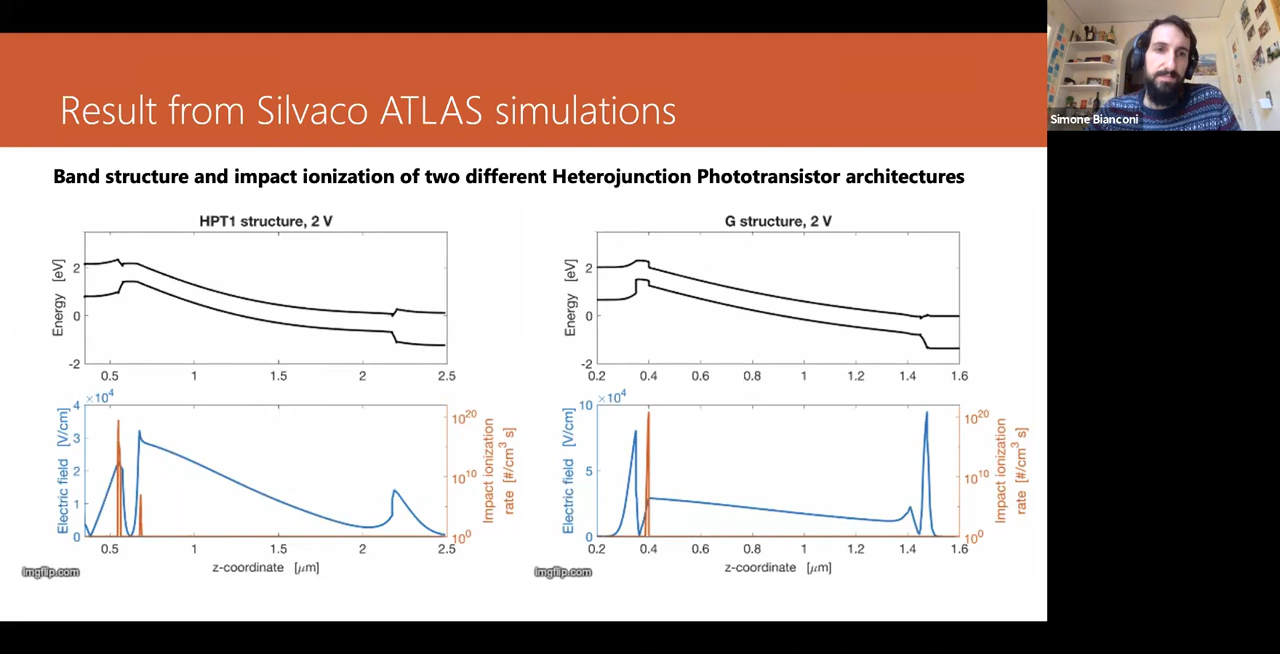 Result from Silvaco ATLAS simulations
Simone Bianconi
Band structure and impact ionization of two different Heterojunction Phototransistor architectures
HPT1 structure, 2 V
Energy [eV]
2
0
-2
0.5 1 1.5 2 2.5
×10⁴
Electric field [V/cm]
4
3
2
1
0
10²⁰
10¹⁰
10⁰
Impact ionization
rate [#/cm³ s]
0.5 1 1.5 2 2.5
z-coordinate [μm]
imgflip.com
G structure, 2 V
Energy [eV]
2
0
-2
0.2 0.4 0.6 0.8 1 1.2 1.4 1.6
×10⁴
Electric field [V/cm]
10
5
0
10²⁰
10¹⁰
10⁰
Impact ionization
rate [#/cm³ s]
0.2 0.4 0.6 0.8 1 1.2 1.4 1.6
z-coordinate [μm]
imgflip.com